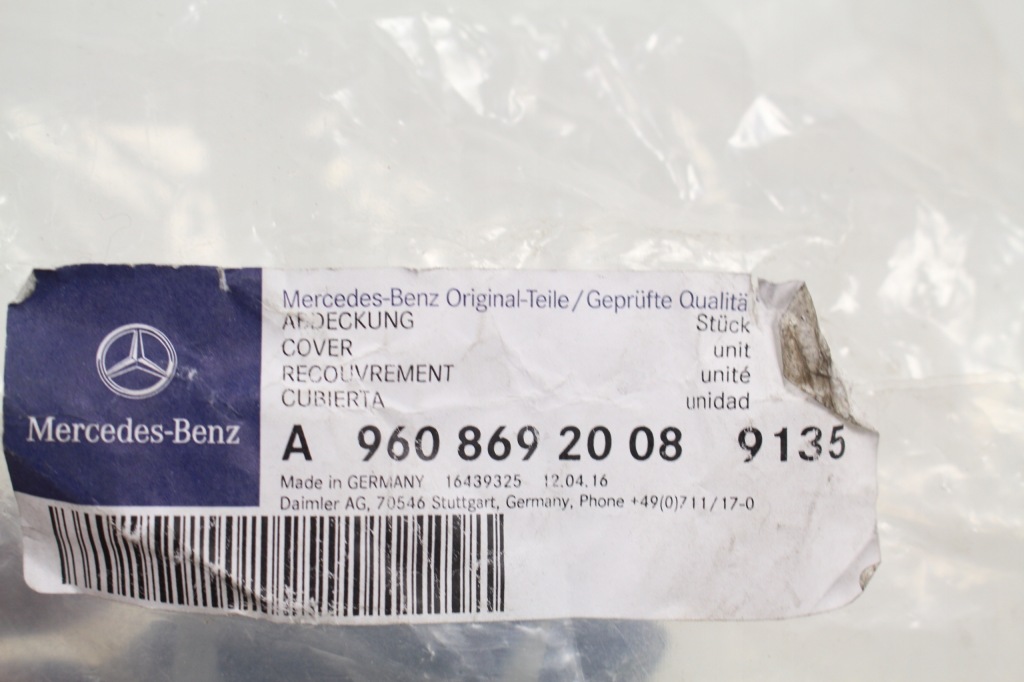 Mercedes-Benz
Mercedes-Benz Original-Teile/Geprüfte Qualitä
ABDECKUNG Stück
COVER unit
RECOUVREMENT unité
CUBIERTA unidad
A 960 869 20 08 9135
Made in GERMANY 16439325 12.04.16
Daimler AG, 70546 Stuttgart, Germany, Phone +49(0)711/17-0